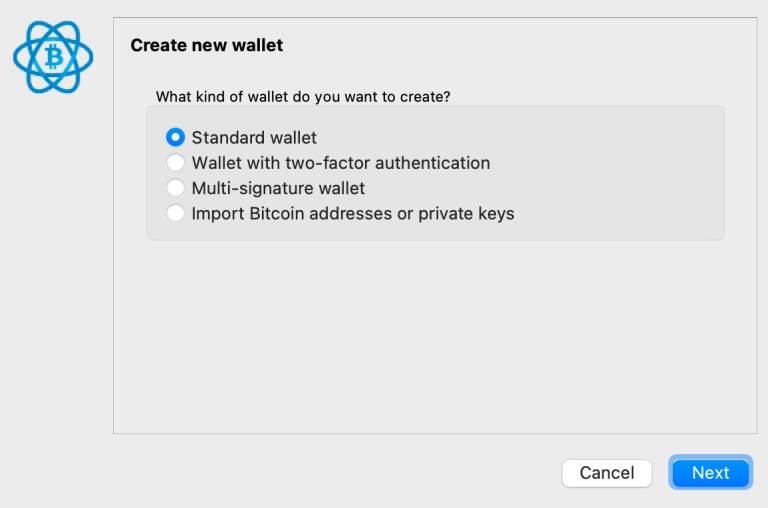 Create new wallet
What kind of wallet do you want to create?
Standard wallet
Wallet with two-factor authentication
Multi-signature wallet
Import Bitcoin addresses or private keys
Cancel Next